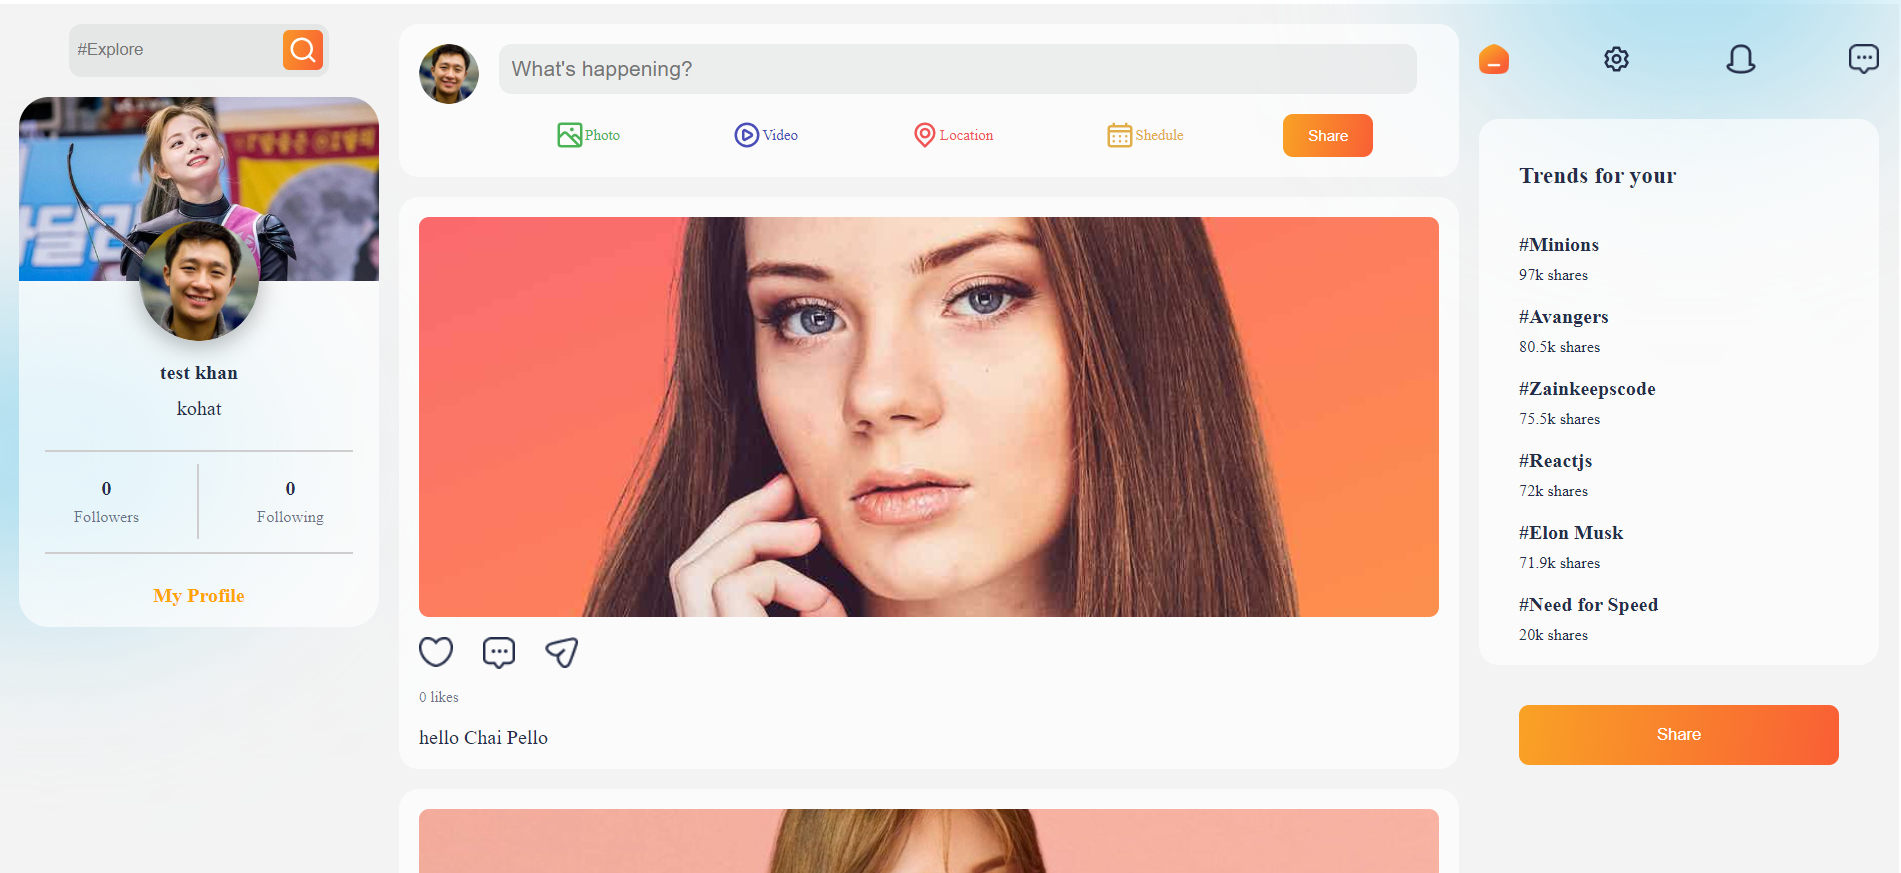 #Explore
test khan
kohat
0
Followers
0
Following
My Profile
What's happening?
Photo
Video
Location
Shedule
Share
0 likes
hello Chai Pello
Trends for your
#Minions
97k shares
#Avangers
80.5k shares
#Zainkeepscode
75.5k shares
#Reactjs
72k shares
#Elon Musk
71.9k shares
#Need for Speed
20k shares
Share